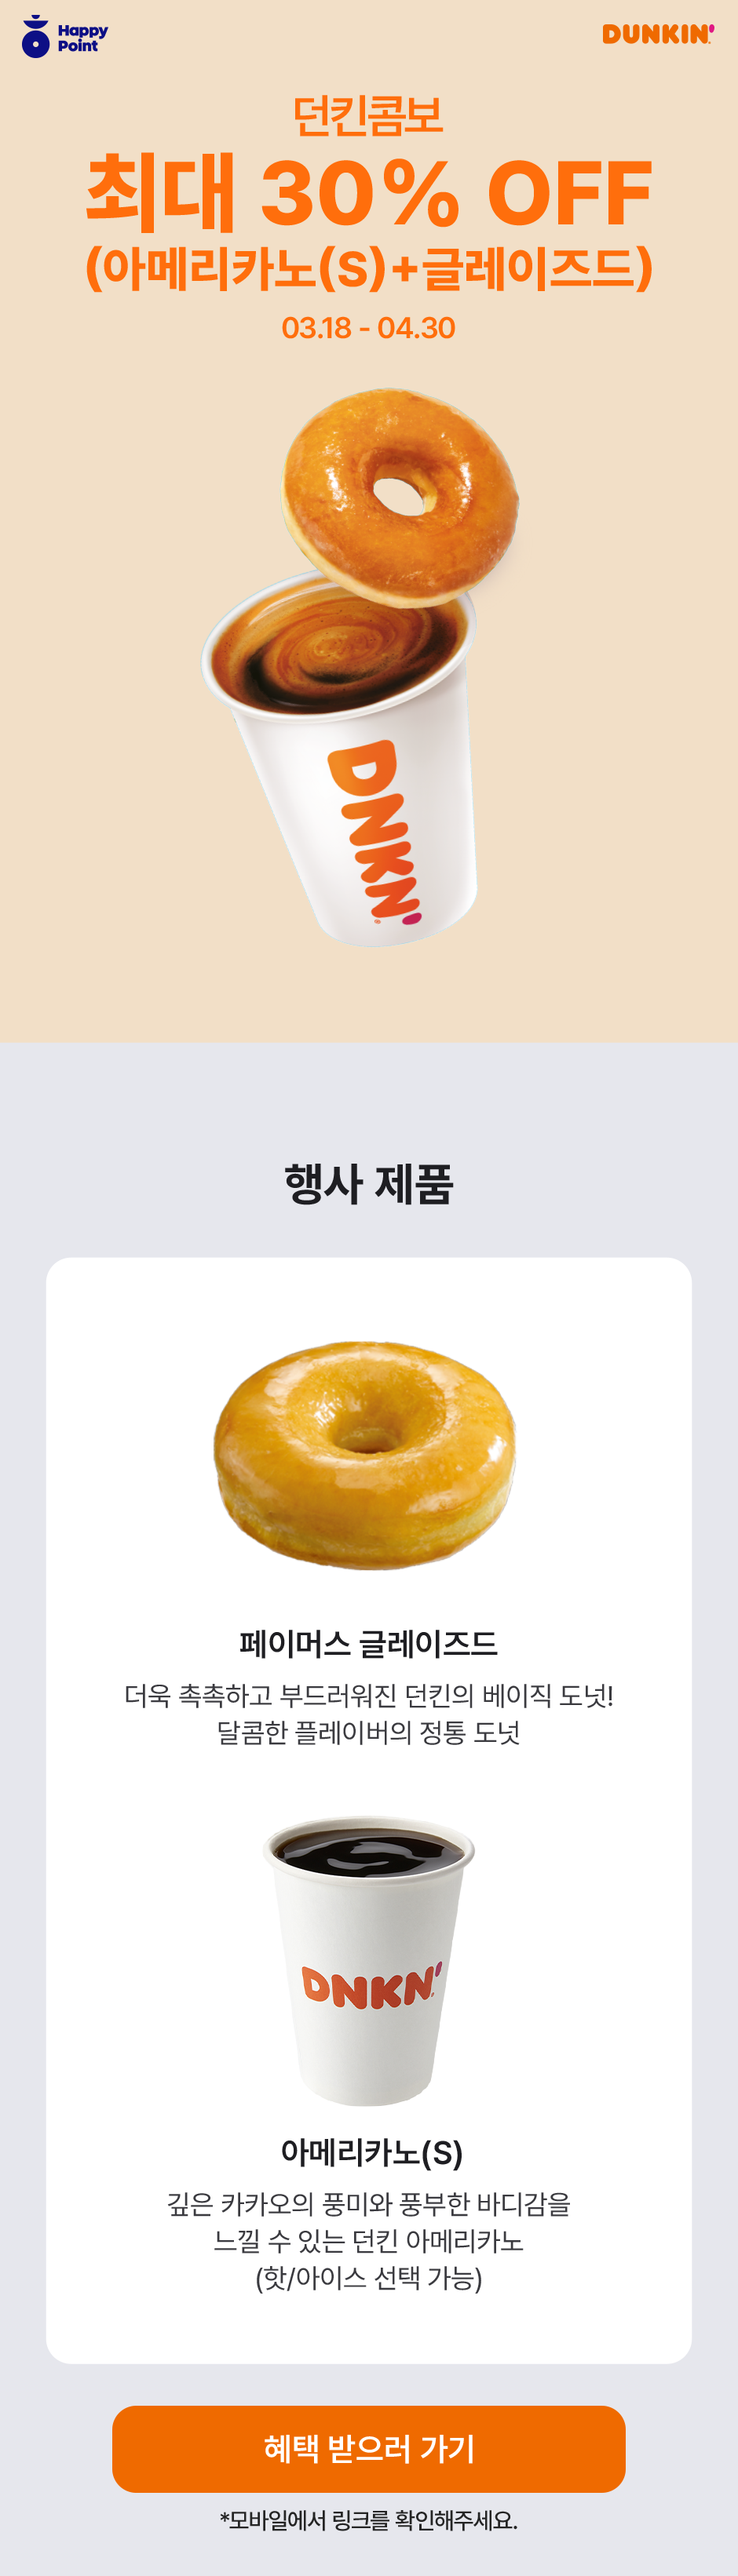 Happy
Point
DUNKIN'
던킨콤보
최대 30% OFF
(아메리카노(S)+글레이즈드)
03.18 - 04.30
DNKN'
행사 제품
페이머스 글레이즈드
더욱 촉촉하고 부드러워진 던킨의 베이직 도넛!
달콤한 플레이버의 정통 도넛
DNKN'
아메리카노(S)
깊은 카카오의 풍미와 풍부한 바디감을
느낄 수 있는 던킨 아메리카노
(핫/아이스 선택 가능)
혜택 받으러 가기
*모바일에서 링크를 확인해주세요.